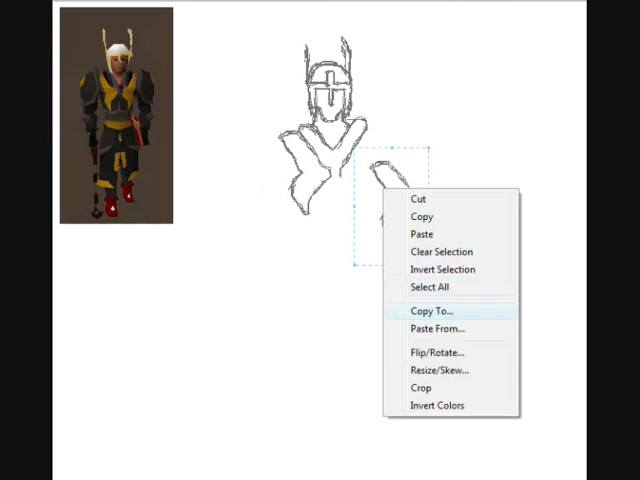 Cut
Copy
Paste
Clear Selection
Invert Selection
Select All
Copy To...
Paste From...
Flip/Rotate...
Resize/Skew...
Crop
Invert Colors